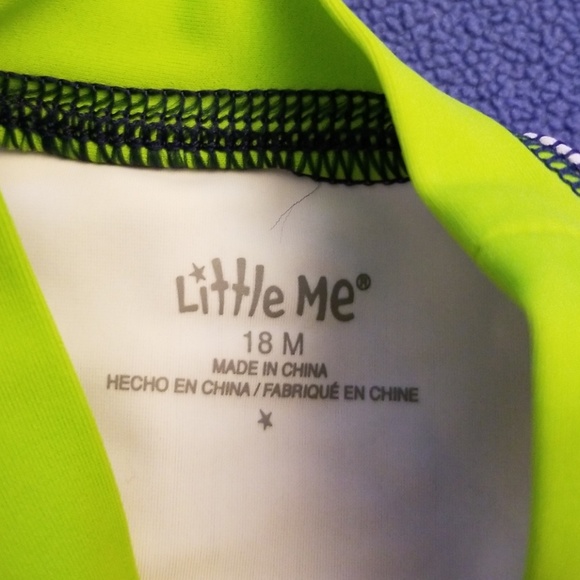 Little Me®
18 M
MADE IN CHINA
HECHO EN CHINA / FABRIQUÉ EN CHINE